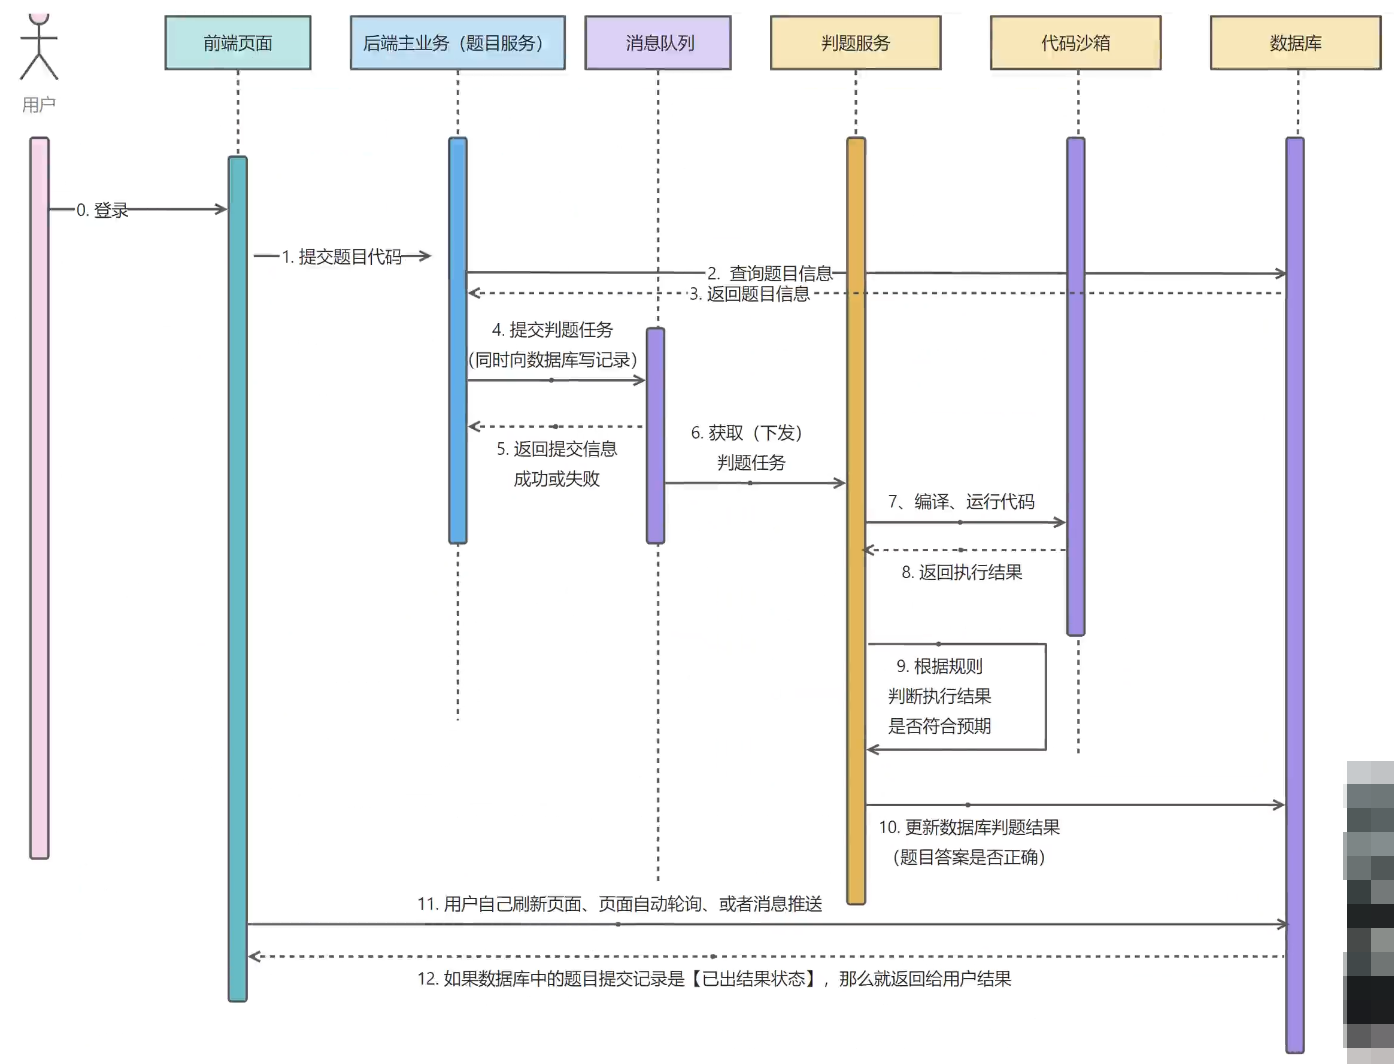 前端页面
后端主业务（题目服务）
消息队列
判题服务
代码沙箱
数据库
用户
0. 登录
1. 提交题目代码
2. 查询题目信息
3. 返回题目信息
4. 提交判题任务
（同时向数据库写记录）
5. 返回提交信息
成功或失败
6. 获取（下发）
判题任务
7、编译、运行代码
8. 返回执行结果
9. 根据规则
判断执行结果
是否符合预期
10. 更新数据库判题结果
（题目答案是否正确）
11. 用户自己刷新页面、页面自动轮询、或者消息推送
12. 如果数据库中的题目提交记录是【已出结果状态】，那么就返回给用户结果